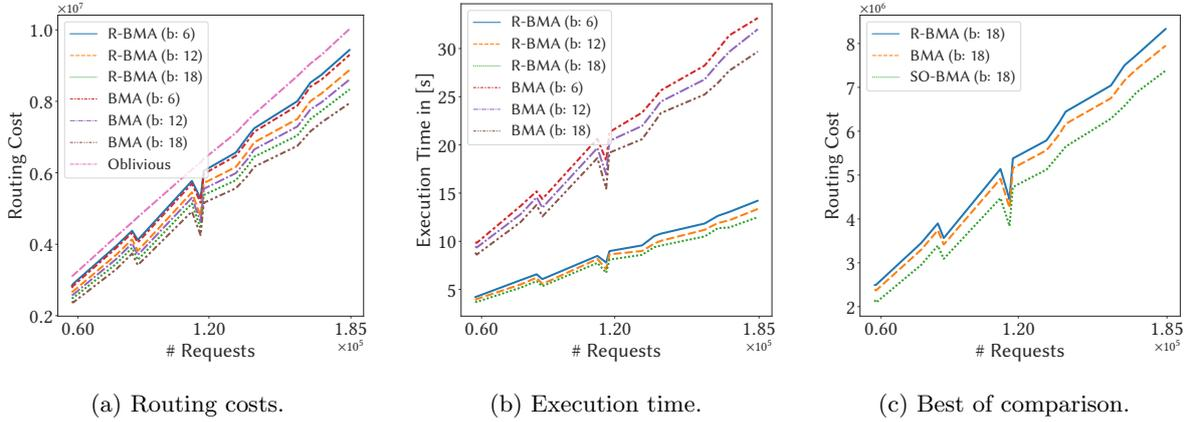 ×10⁷
1.0
0.8
0.6
0.4
0.2
Routing Cost
R-BMA (b: 6)
R-BMA (b: 12)
R-BMA (b: 18)
BMA (b: 6)
BMA (b: 12)
BMA (b: 18)
Oblivious
0.60 1.20 1.85
# Requests ×10⁵
(a) Routing costs.
30
25
20
15
10
5
Execution Time in [s]
R-BMA (b: 6)
R-BMA (b: 12)
R-BMA (b: 18)
BMA (b: 6)
BMA (b: 12)
BMA (b: 18)
0.60 1.20 1.85
# Requests ×10⁵
(b) Execution time.
×10⁶
8
7
6
5
4
3
2
Routing Cost
R-BMA (b: 18)
BMA (b: 18)
SO-BMA (b: 18)
0.60 1.20 1.85
# Requests ×10⁵
(c) Best of comparison.